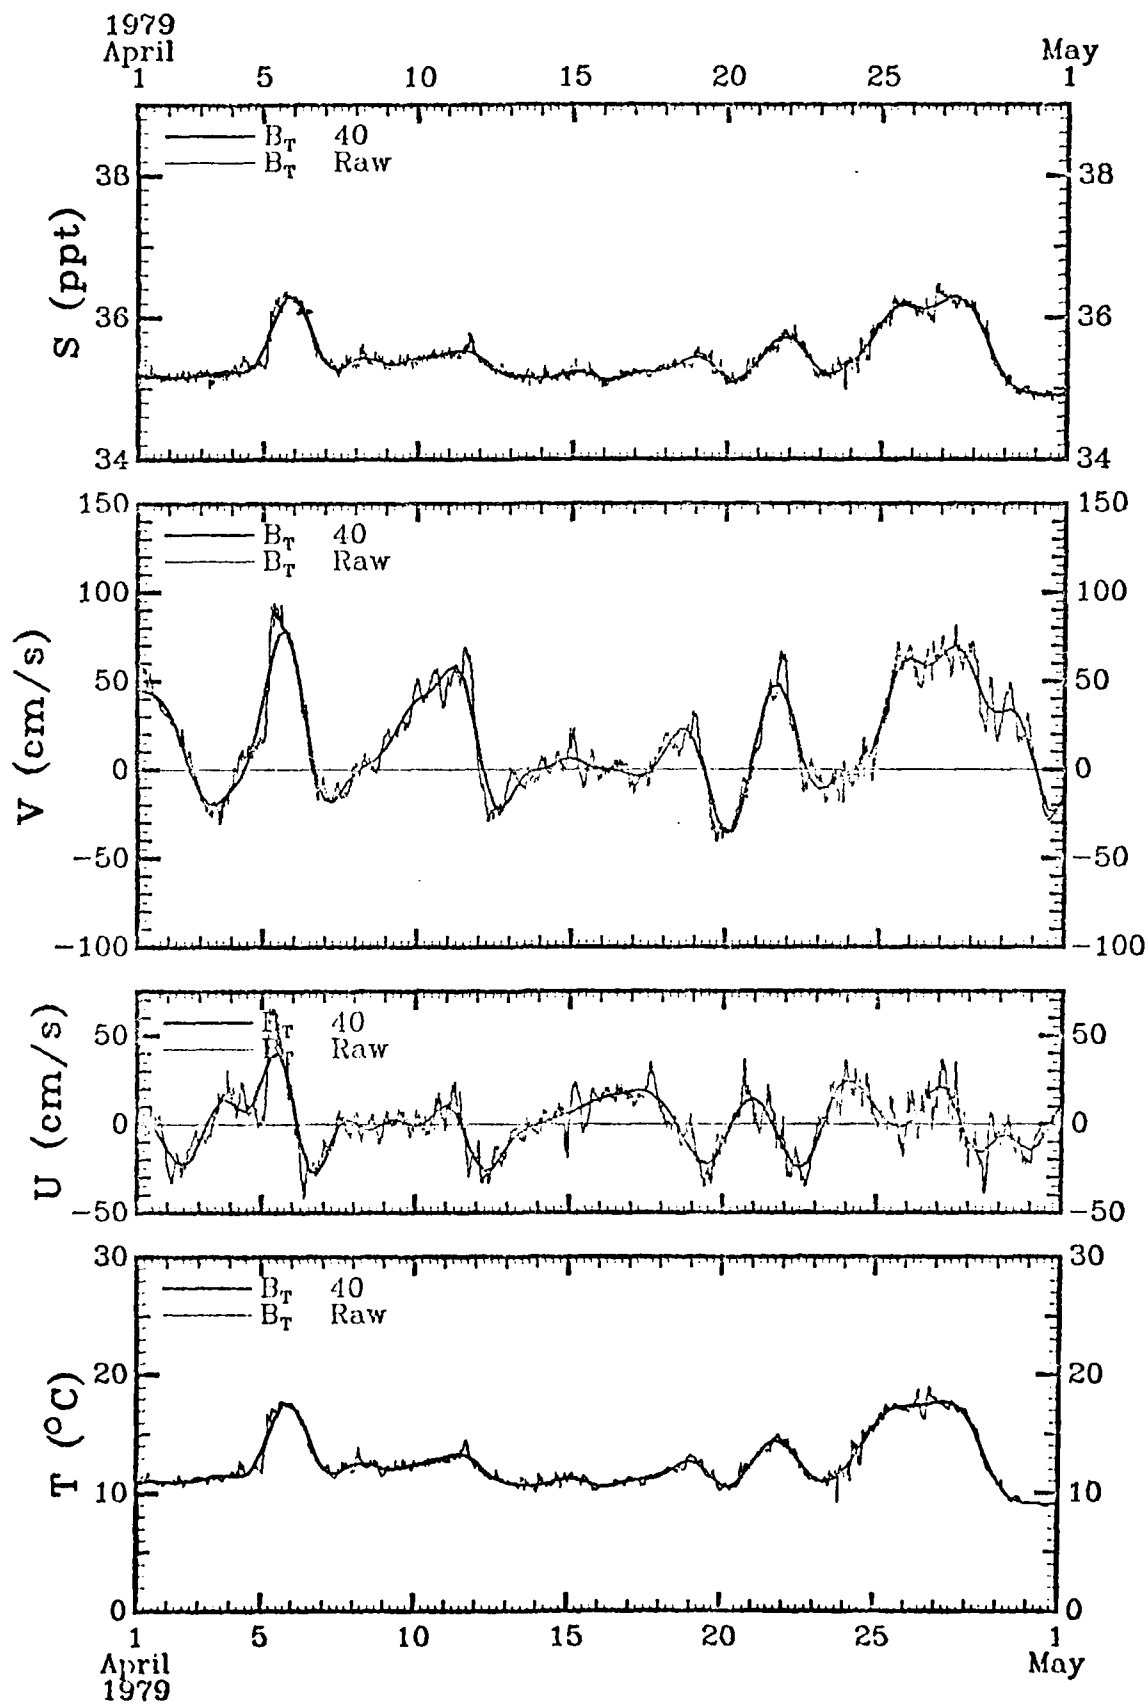 1979
April May
1 5 10 15 20 25 1
B_T 40
B_T Raw
38 38
S (ppt)
36 36
34 34
150 150
B_T 40
B_T Raw
100 100
V (cm/s)
50 50
0 0
−50 −50
−100 −100
B_T 40
50 50
Raw
U (cm/s)
0 0
−50 −50
30 30
B_T 40
B_T Raw
20 20
T (°C)
10 10
0 0
1 5 10 15 20 25 1
April May
1979